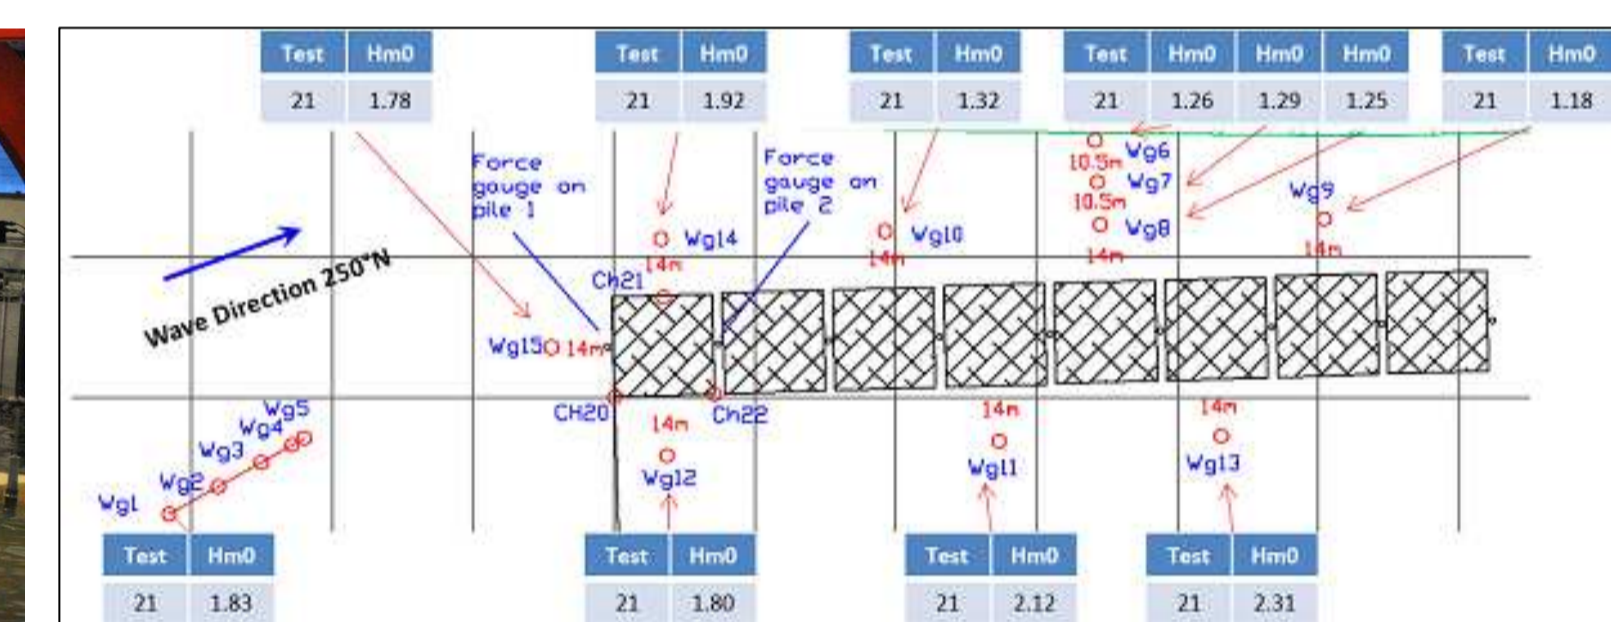 Test Hm0
21 1.78
Test Hm0
21 1.92
Test Hm0
21 1.32
Test Hm0 Hm0 Hm0
21 1.26 1.29 1.25
Test Hm0
21 1.18
Force
gauge on
pile 1
Force
gauge on
pile 2
Wg6
10.5m
Wg7
10.5m
Wg8
14m
Wg9
14m
Wg14
14m
Wg10
14m
Wave Direction 250°N
Ch21
Wg15 14m
CH20
Ch22
14m
Wg12
14m
Wg11
14m
Wg13
Wg5
Wg4
Wg3
Wg2
Wg1
Test Hm0
21 1.83
Test Hm0
21 1.80
Test Hm0
21 2.12
Test Hm0
21 2.31